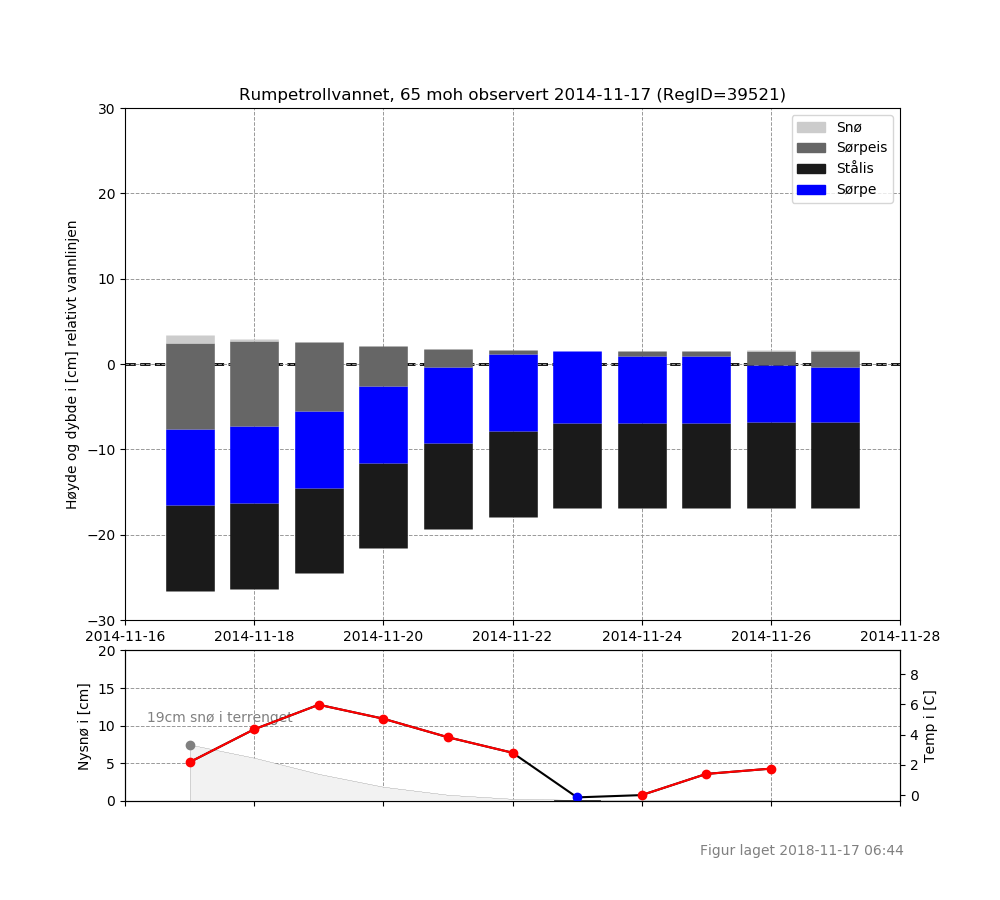 Rumpetrollvannet, 65 moh observert 2014-11-17 (RegID=39521)
Snø
Sørpeis
Stålis
Sørpe
Høyde og dybde i [cm] relativt vannlinjen
30
20
10
0
−10
−20
−30
2014-11-16 2014-11-18 2014-11-20 2014-11-22 2014-11-24 2014-11-26 2014-11-28
Nysnø i [cm]
20
15
10
5
0
19cm snø i terrenget
8
6
4
2
0
Temp i [C]
Figur laget 2018-11-17 06:44